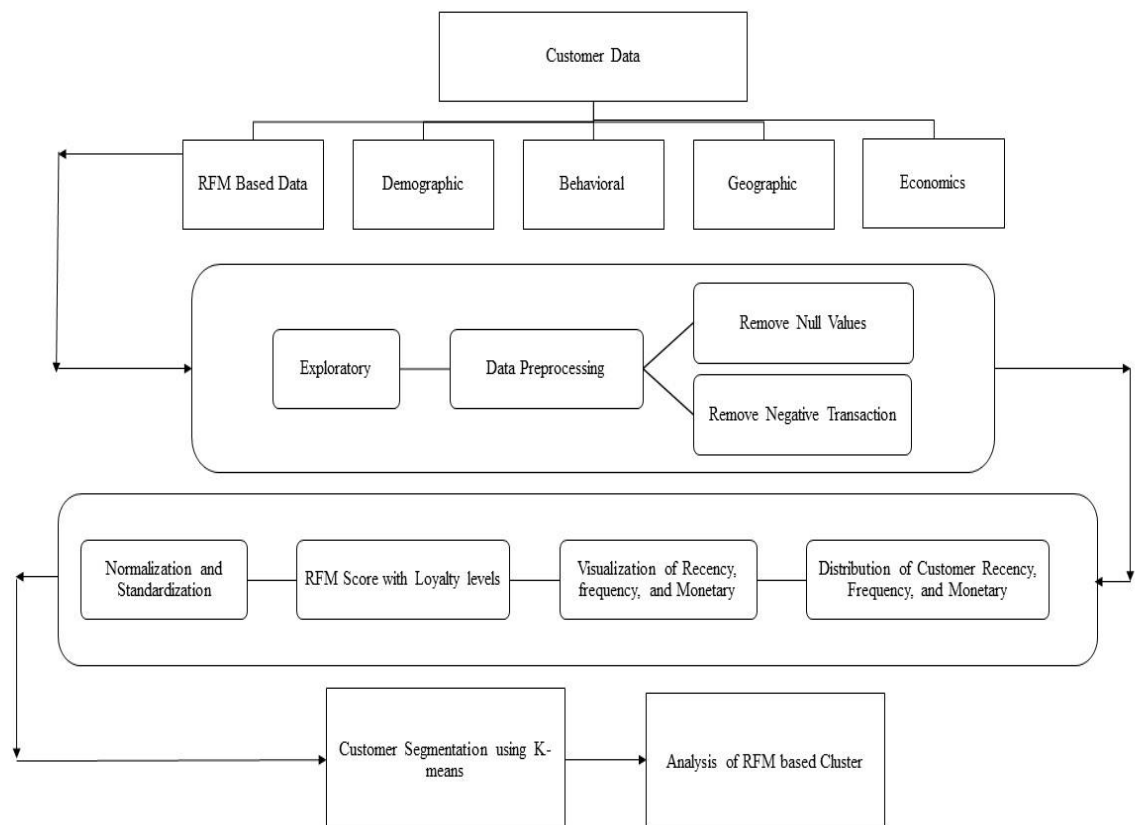 Customer Data
RFM Based Data
Demographic
Behavioral
Geographic
Economics
Remove Null Values
Exploratory
Data Preprocessing
Remove Negative Transaction
Normalization and
Standardization
RFM Score with Loyalty levels
Visualization of Recency,
frequency, and Monetary
Distribution of Customer Recency,
Frequency, and Monetary
Customer Segmentation using K-
means
Analysis of RFM based Cluster